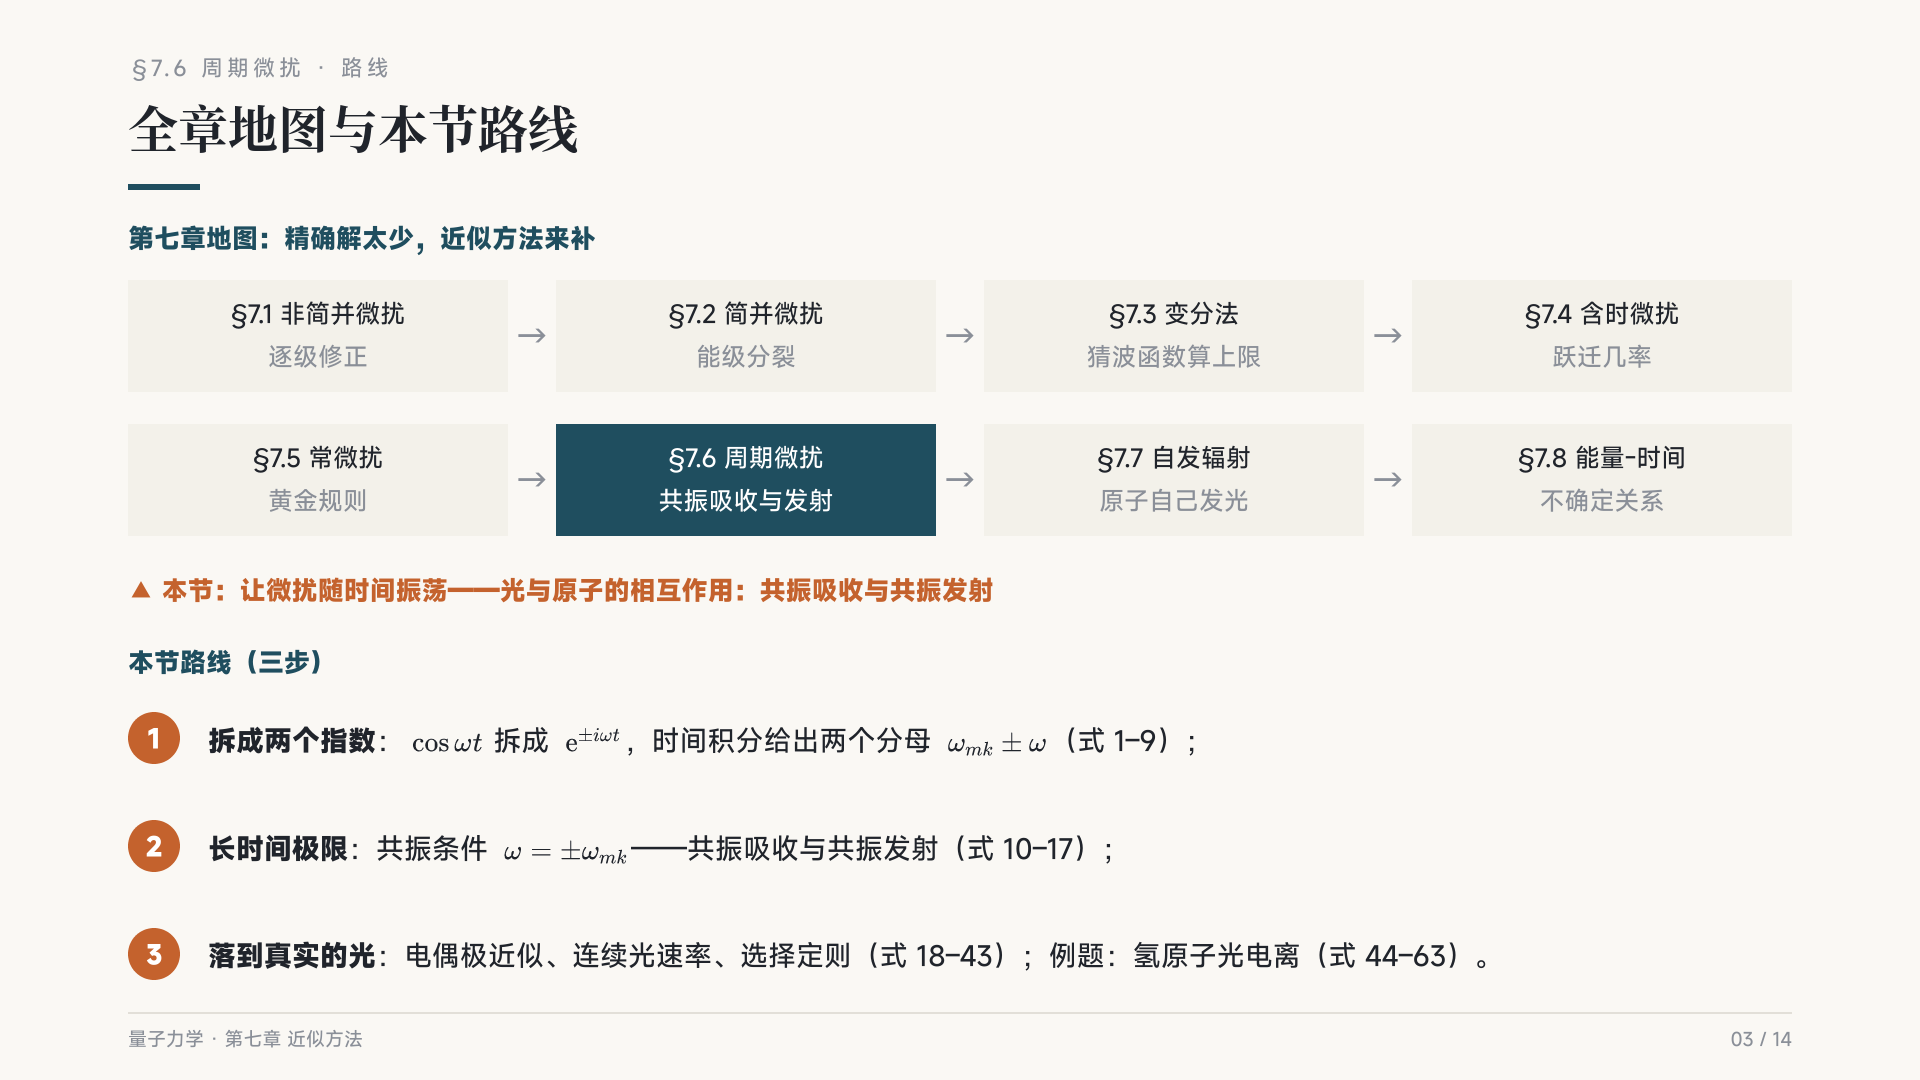 §7.6 周期微扰 · 路线
全章地图与本节路线
第七章地图：精确解太少，近似方法来补
§7.1 非简并微扰
逐级修正
→
§7.2 简并微扰
能级分裂
→
§7.3 变分法
猜波函数算上限
→
§7.4 含时微扰
跃迁几率
§7.5 常微扰
黄金规则
→
§7.6 周期微扰
共振吸收与发射
→
§7.7 自发辐射
原子自己发光
→
§7.8 能量-时间
不确定关系
▲ 本节：让微扰随时间振荡——光与原子的相互作用：共振吸收与共振发射
本节路线（三步）
1 拆成两个指数： cos ωt 拆成 e^{±iωt}，时间积分给出两个分母 ω_{mk} ± ω（式 1–9）；
2 长时间极限：共振条件 ω = ±ω_{mk}——共振吸收与共振发射（式 10–17）；
3 落到真实的光：电偶极近似、连续光速率、选择定则（式 18–43）；例题：氢原子光电离（式 44–63）。
量子力学 · 第七章 近似方法
03 / 14